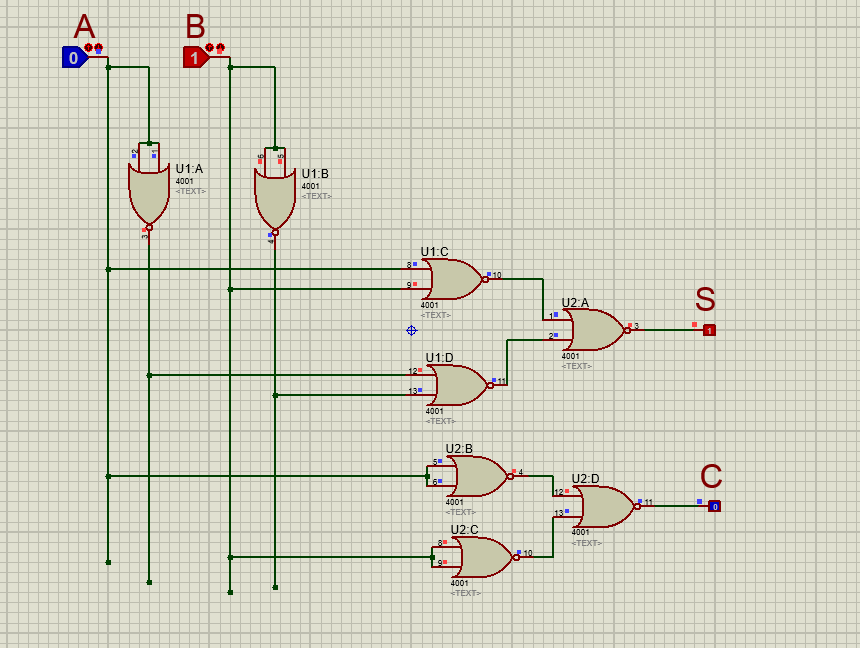 A
B
0
1
2
1
6
5
U1:A
4001
<TEXT>
U1:B
4001
<TEXT>
3
4
U1:C
8
9
10
4001
<TEXT>
S
U2:A
1
2
3
1
4001
<TEXT>
U1:D
12
13
11
4001
<TEXT>
U2:B
5
6
4
4001
<TEXT>
C
U2:D
12
13
11
0
4001
<TEXT>
U2:C
8
9
10
4001
<TEXT>